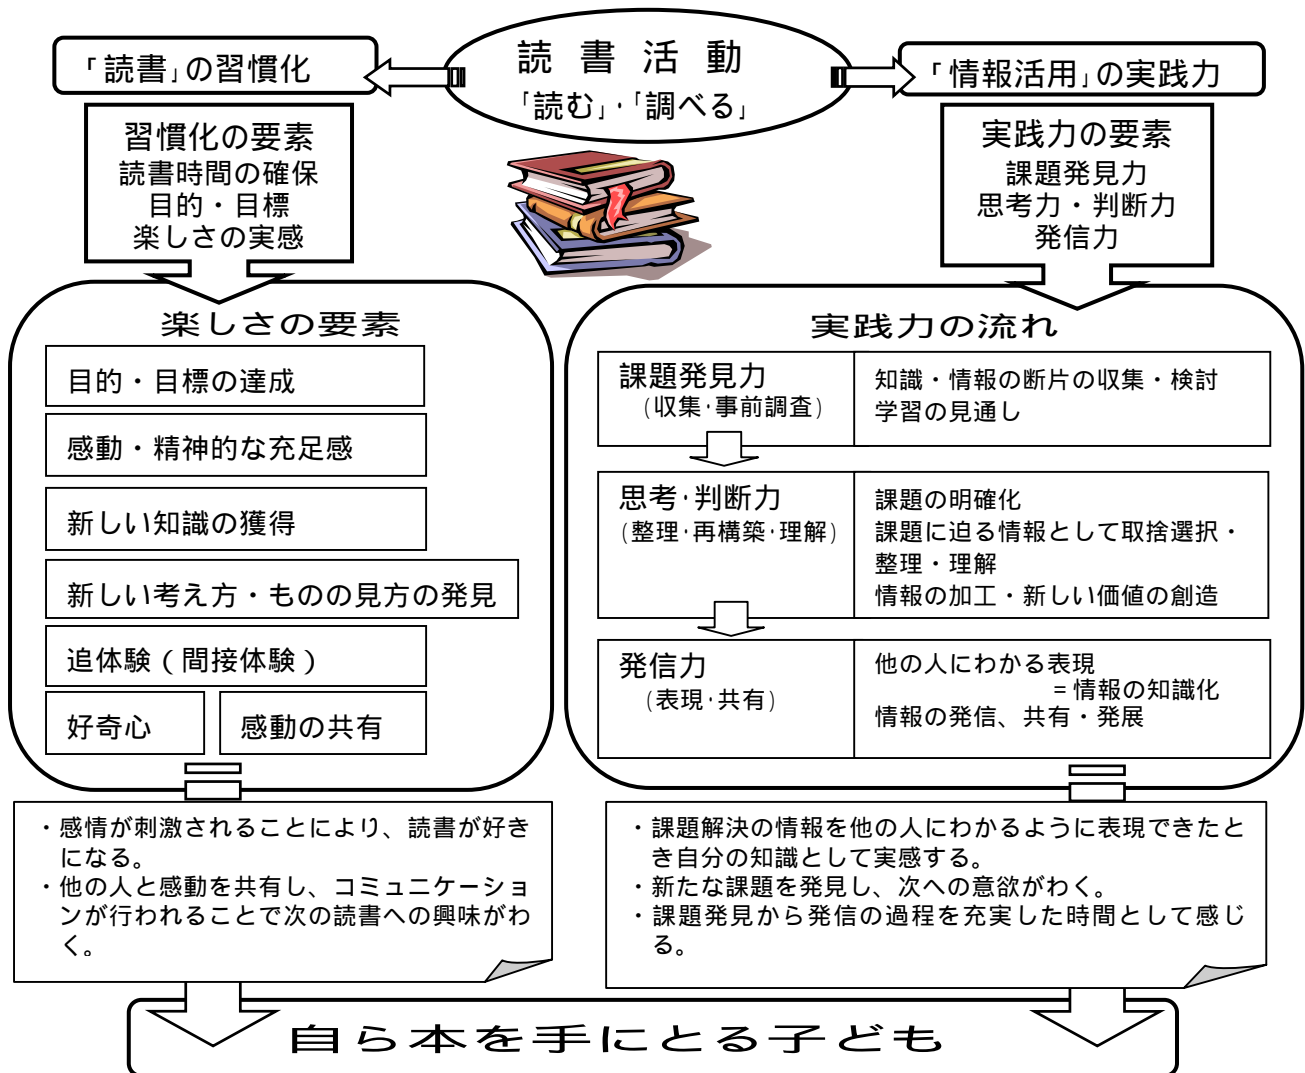 読書活動
「読む」・「調べる」
「読書」の習慣化
習慣化の要素
読書時間の確保
目的・目標
楽しさの実感
「情報活用」の実践力
実践力の要素
課題発見力
思考力・判断力
発信力
楽しさの要素
目的・目標の達成
感動・精神的な充足感
新しい知識の獲得
新しい考え方・ものの見方の発見
追体験（間接体験）
好奇心
感動の共有
・感情が刺激されることにより、読書が好き
になる。
・他の人と感動を共有し、コミュニケーショ
ンが行われることで次の読書への興味がわ
く。
実践力の流れ
課題発見力
（収集・事前調査）
知識・情報の断片の収集・検討
学習の見通し
思考・判断力
（整理・再構築・理解）
課題の明確化
課題に迫る情報として取捨選択・
整理・理解
情報の加工・新しい価値の創造
発信力
（表現・共有）
他の人にわかる表現
＝情報の知識化
情報の発信、共有・発展
・課題解決の情報を他の人にわかるように表現できたと
き自分の知識として実感する。
・新たな課題を発見し、次への意欲がわく。
・課題発見から発信の過程を充実した時間として感じ
る。
自ら本を手にとる子ども